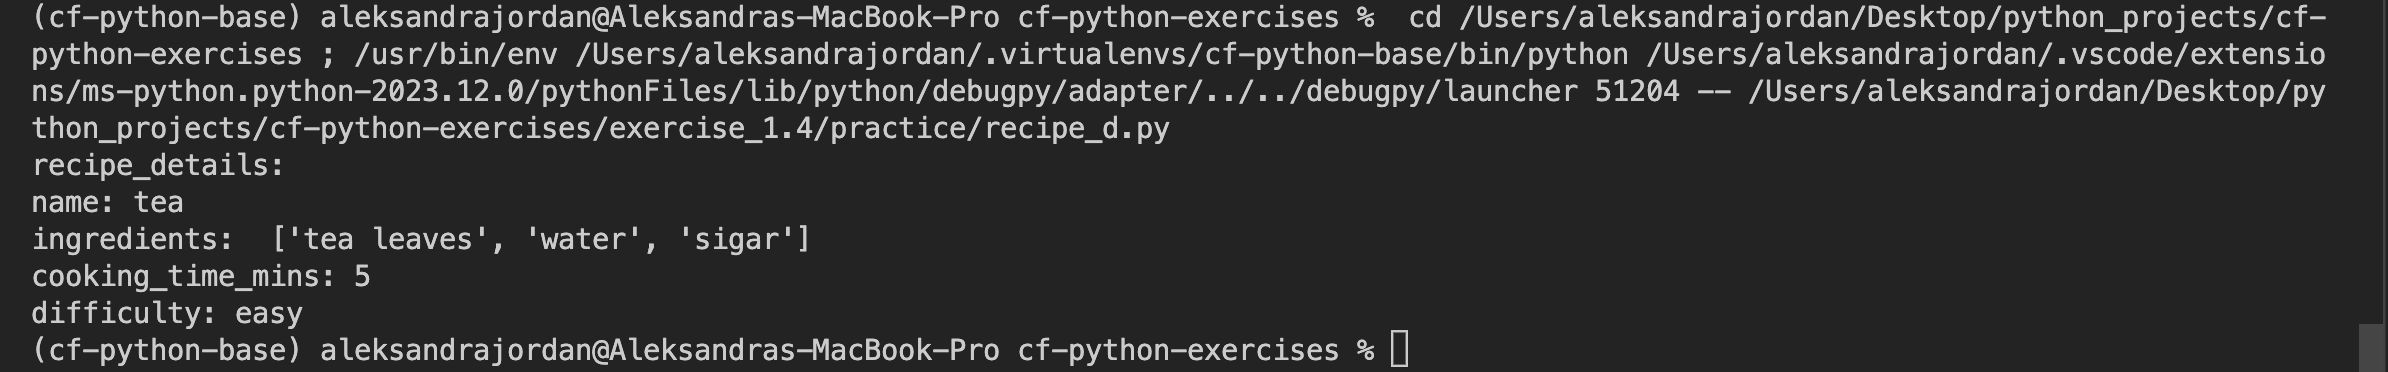 (cf-python-base) aleksandrajordan@Aleksandras-MacBook-Pro cf-python-exercises %  cd /Users/aleksandrajordan/Desktop/python_projects/cf-
python-exercises ; /usr/bin/env /Users/aleksandrajordan/.virtualenvs/cf-python-base/bin/python /Users/aleksandrajordan/.vscode/extensio
ns/ms-python.python-2023.12.0/pythonFiles/lib/python/debugpy/adapter/../../debugpy/launcher 51204 -- /Users/aleksandrajordan/Desktop/py
thon_projects/cf-python-exercises/exercise_1.4/practice/recipe_d.py
recipe_details:
name: tea
ingredients:  ['tea leaves', 'water', 'sigar']
cooking_time_mins: 5
difficulty: easy
(cf-python-base) aleksandrajordan@Aleksandras-MacBook-Pro cf-python-exercises %